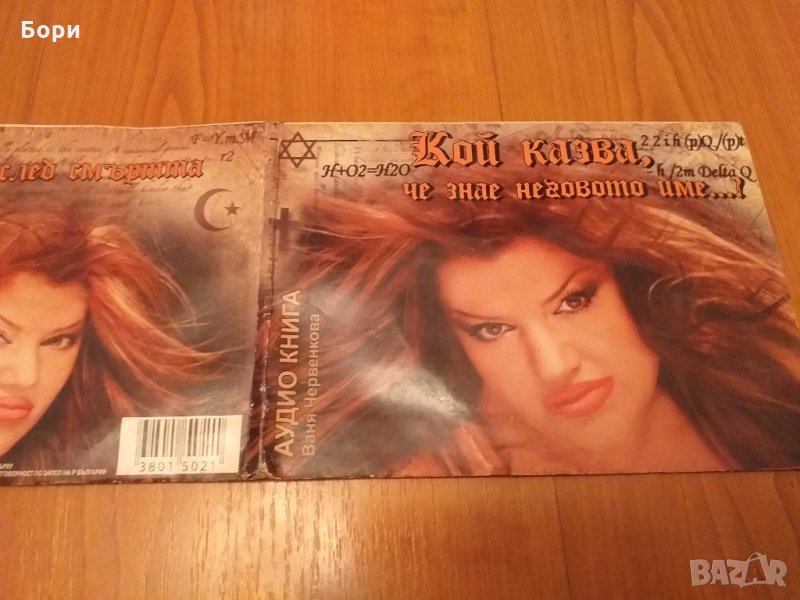 Бори
F=Y.m.M
r2
след смъртта
H+O2=H2O
Кой казва,
че знае неговото име...?
2 2 i h (p)Q /(p)t
- h /2m Delta Q
АУДИО КНИГА
Ваня Червенкова
3801 5021
BAZAR